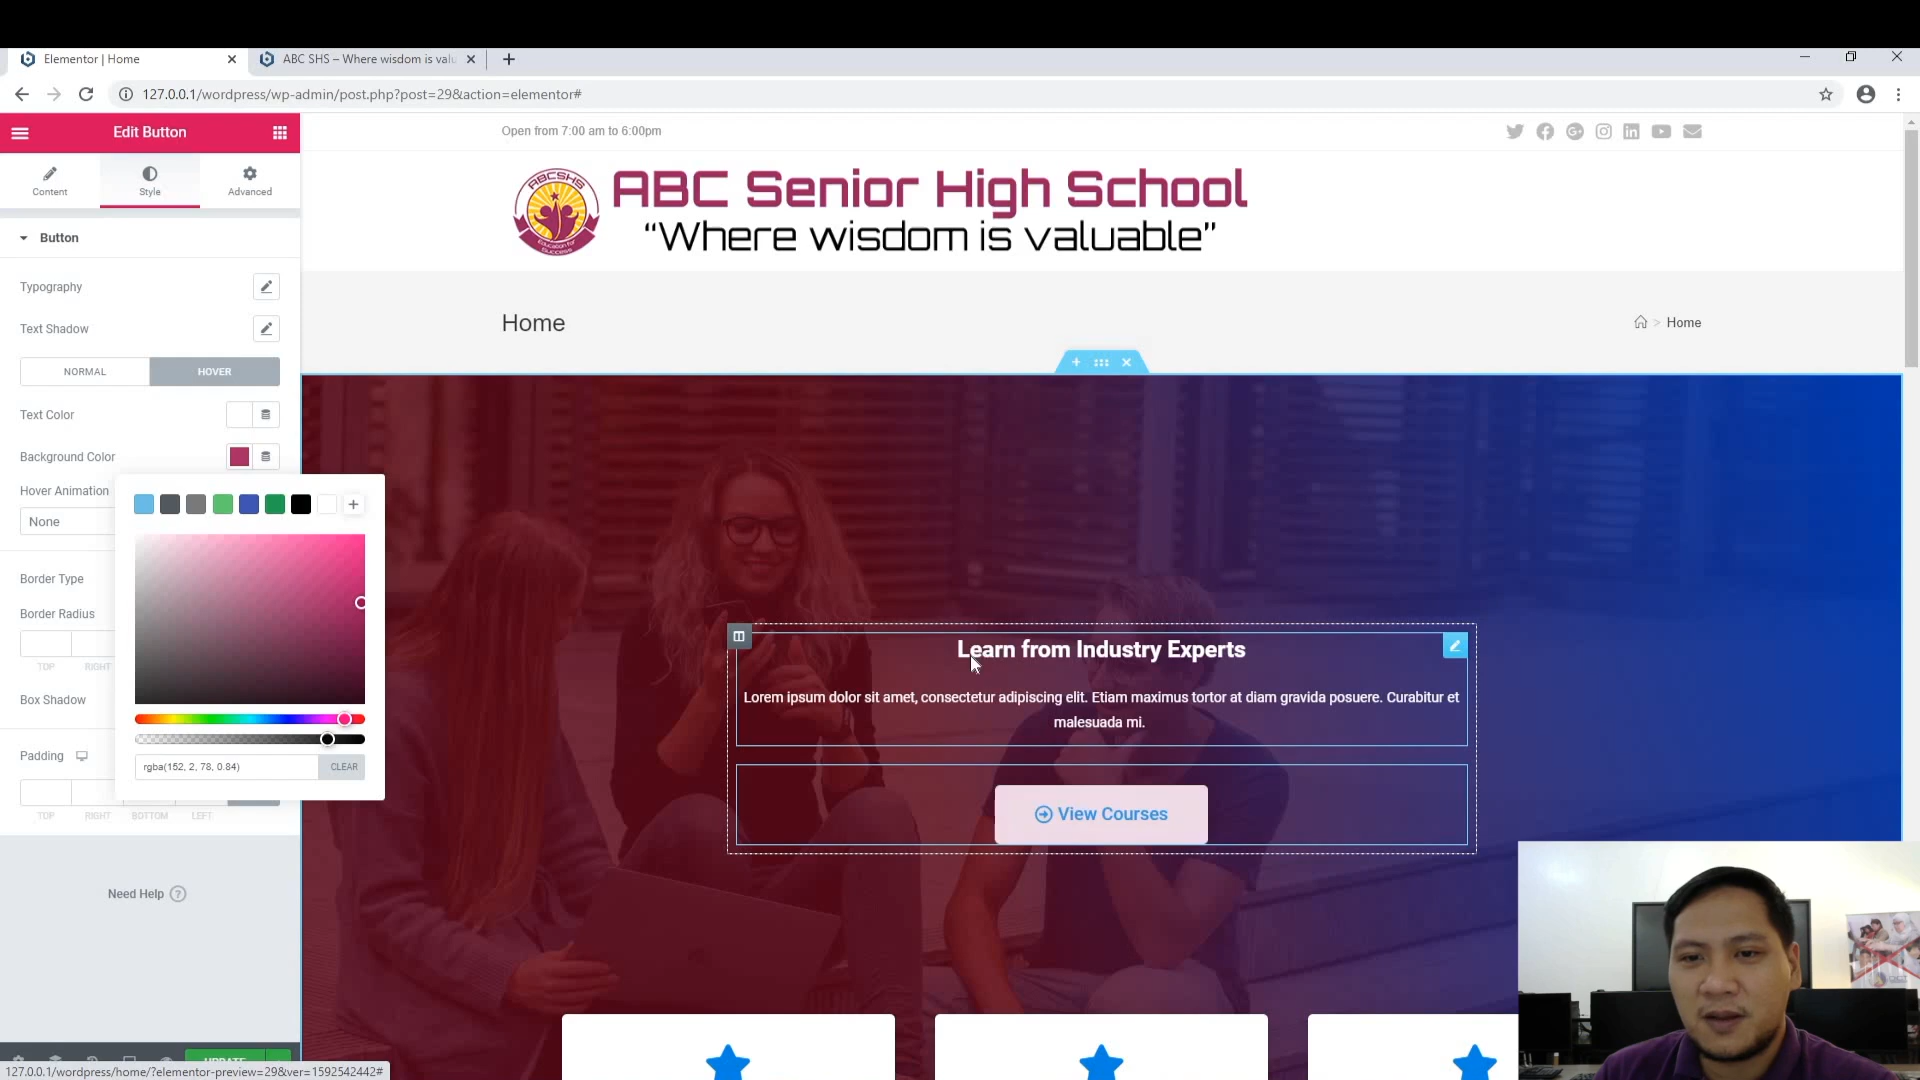 Elementor | Home
ABC SHS – Where wisdom is valu
127.0.0.1/wordpress/wp-admin/post.php?post=29&action=elementor#
Edit Button
Content
Style
Advanced
Button
Typography
Text Shadow
NORMAL
HOVER
Text Color
Background Color
Hover Animation
None
Border Type
Border Radius
TOP
RIGHT
Box Shadow
rgba(152, 2, 78, 0.84)
CLEAR
Padding
TOP
RIGHT
BOTTOM
LEFT
Need Help ?
UPDATE
127.0.0.1/wordpress/home/?elementor-preview=29&ver=1592542442#
Open from 7:00 am to 6:00pm
ABCSHS
Education for
Success
ABC Senior High School
“Where wisdom is valuable”
Home
> Home
Learn from Industry Experts
Lorem ipsum dolor sit amet, consectetur adipiscing elit. Etiam maximus tortor at diam gravida posuere. Curabitur et
malesuada mi.
View Courses